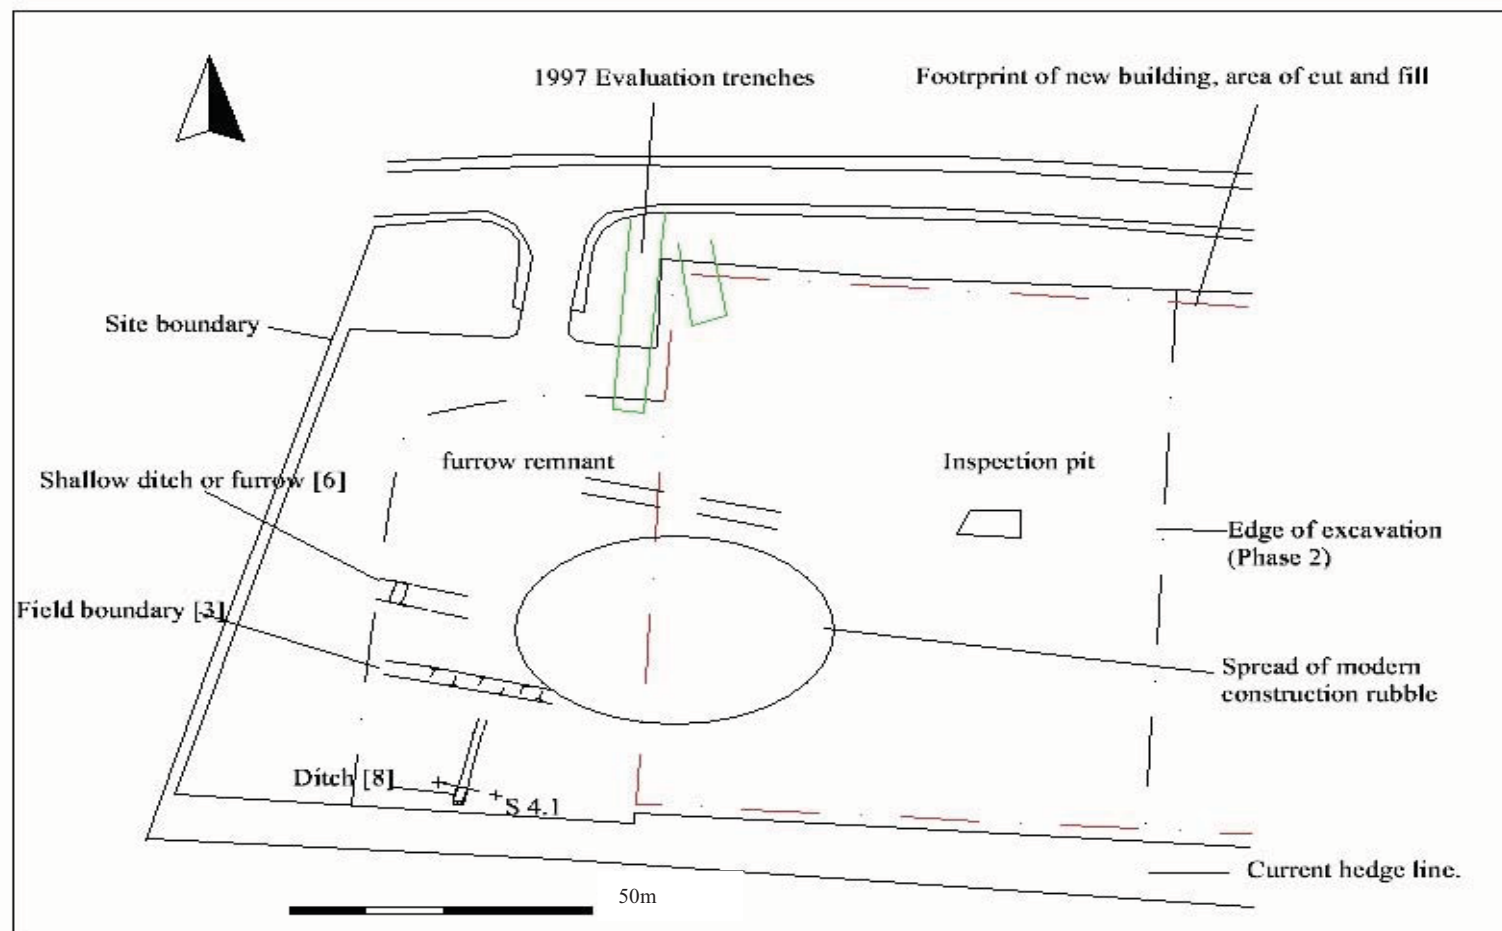 1997 Evaluation trenches
Footrprint of new building, area of cut and fill
Site boundary
furrow remnant
Inspection pit
Shallow ditch or furrow [6]
Edge of excavation
(Phase 2)
Field boundary [3]
Spread of modern
construction rubble
Ditch [8]
S 4.1
Current hedge line.
50m